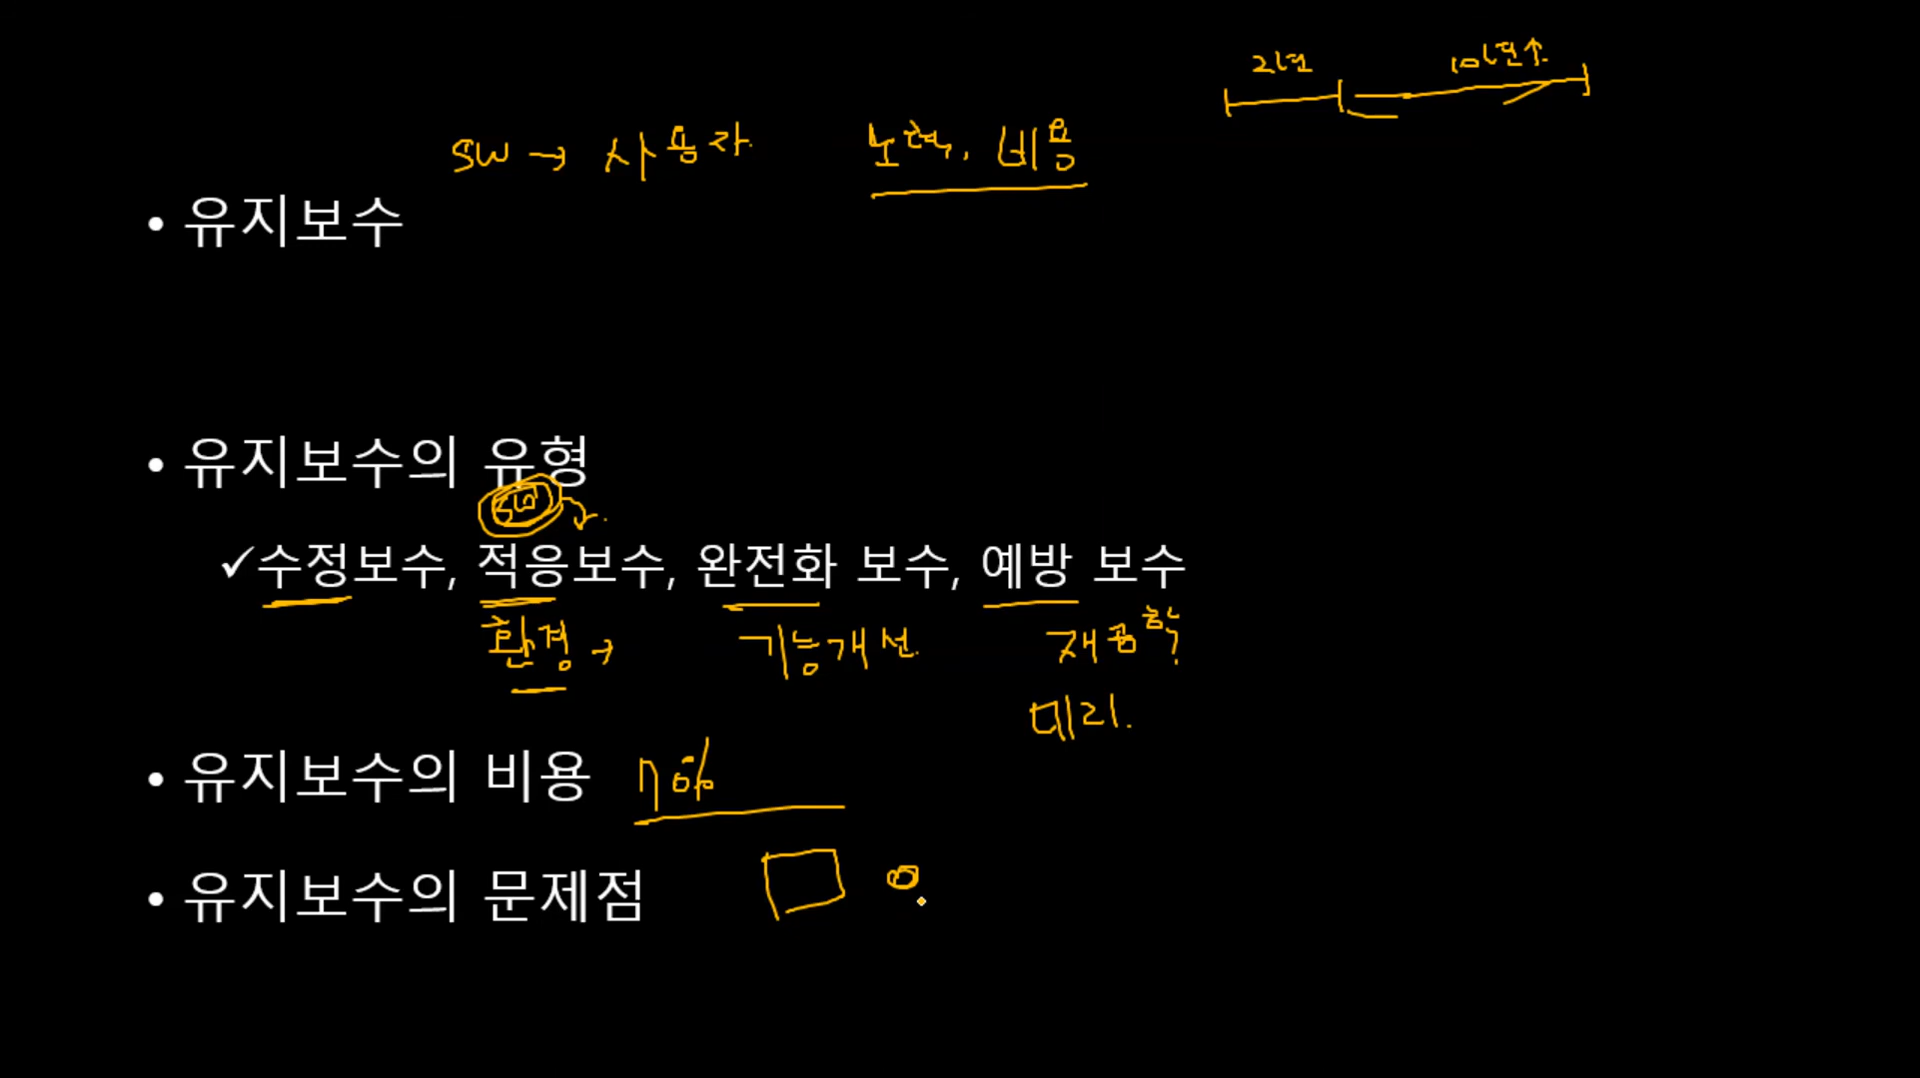 2년 10년↑
SW → 사용자 노력, 비용
• 유지보수
• 유지보수의 유형
SW
✓수정보수, 적응보수, 완전화 보수, 예방 보수
환경 → 기능개선 재공학
미리.
• 유지보수의 비용 70%
• 유지보수의 문제점